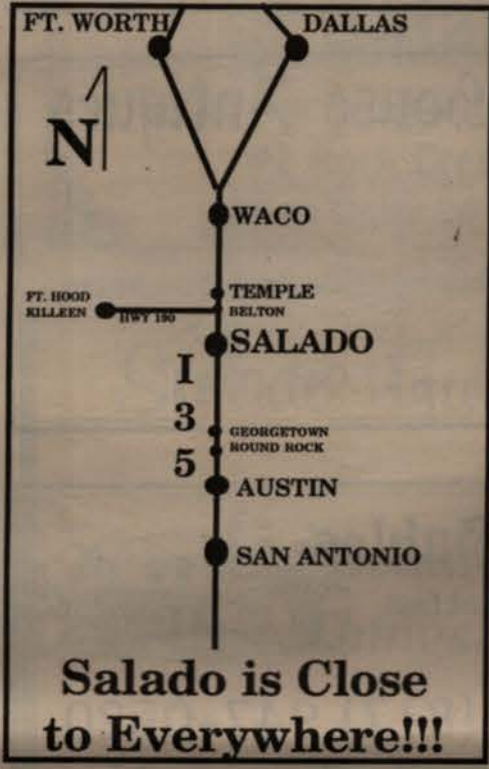 FT. WORTH
DALLAS
N
WACO
TEMPLE
FT. HOOD
KILLEEN
HWY 190
BELTON
SALADO
I
3
5
GEORGETOWN
ROUND ROCK
AUSTIN
SAN ANTONIO
Salado is Close
to Everywhere!!!